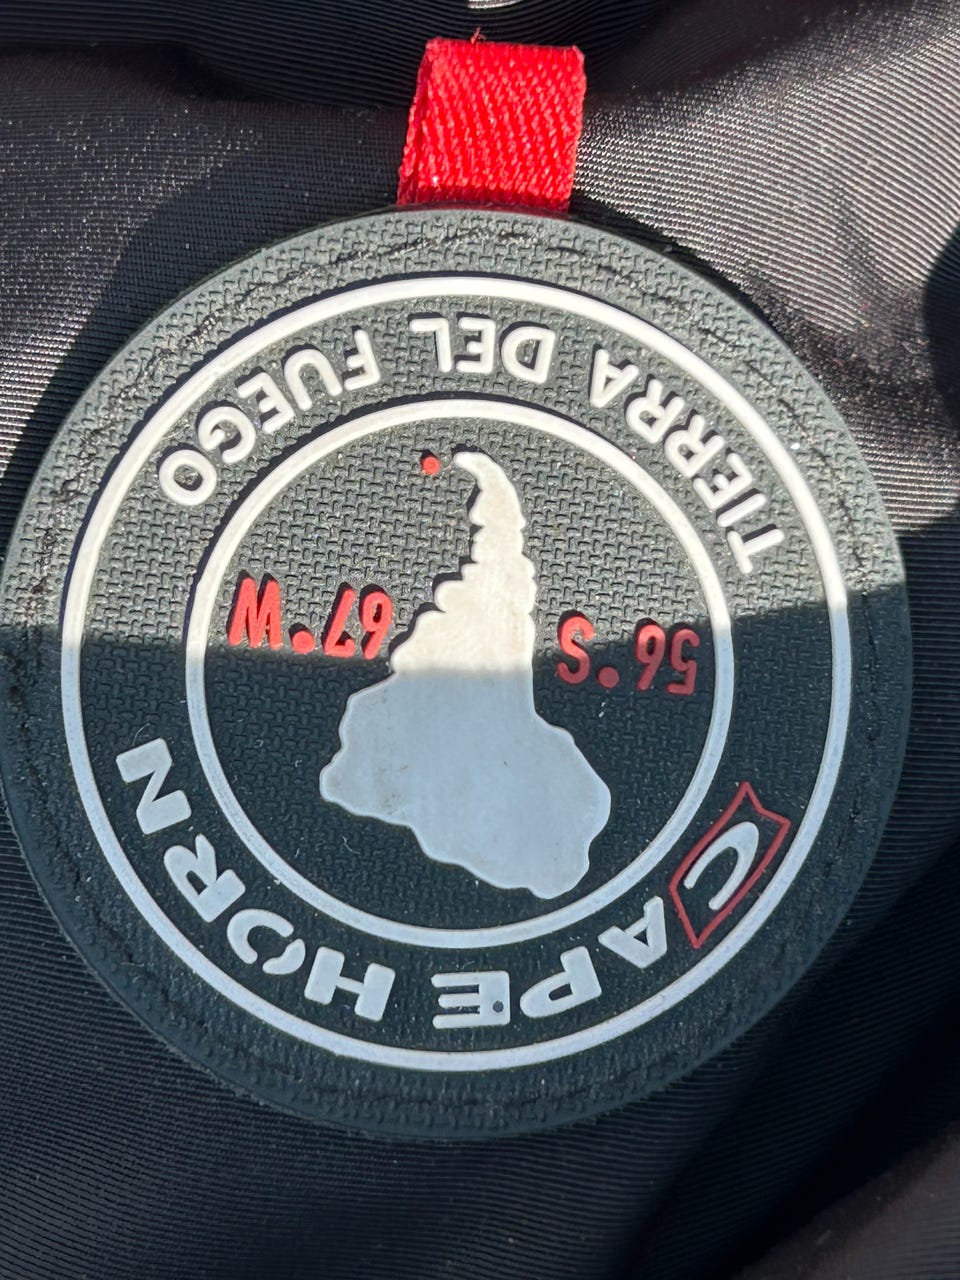 CAPE HORN
56°S 67°W
TIERRA DEL FUEGO